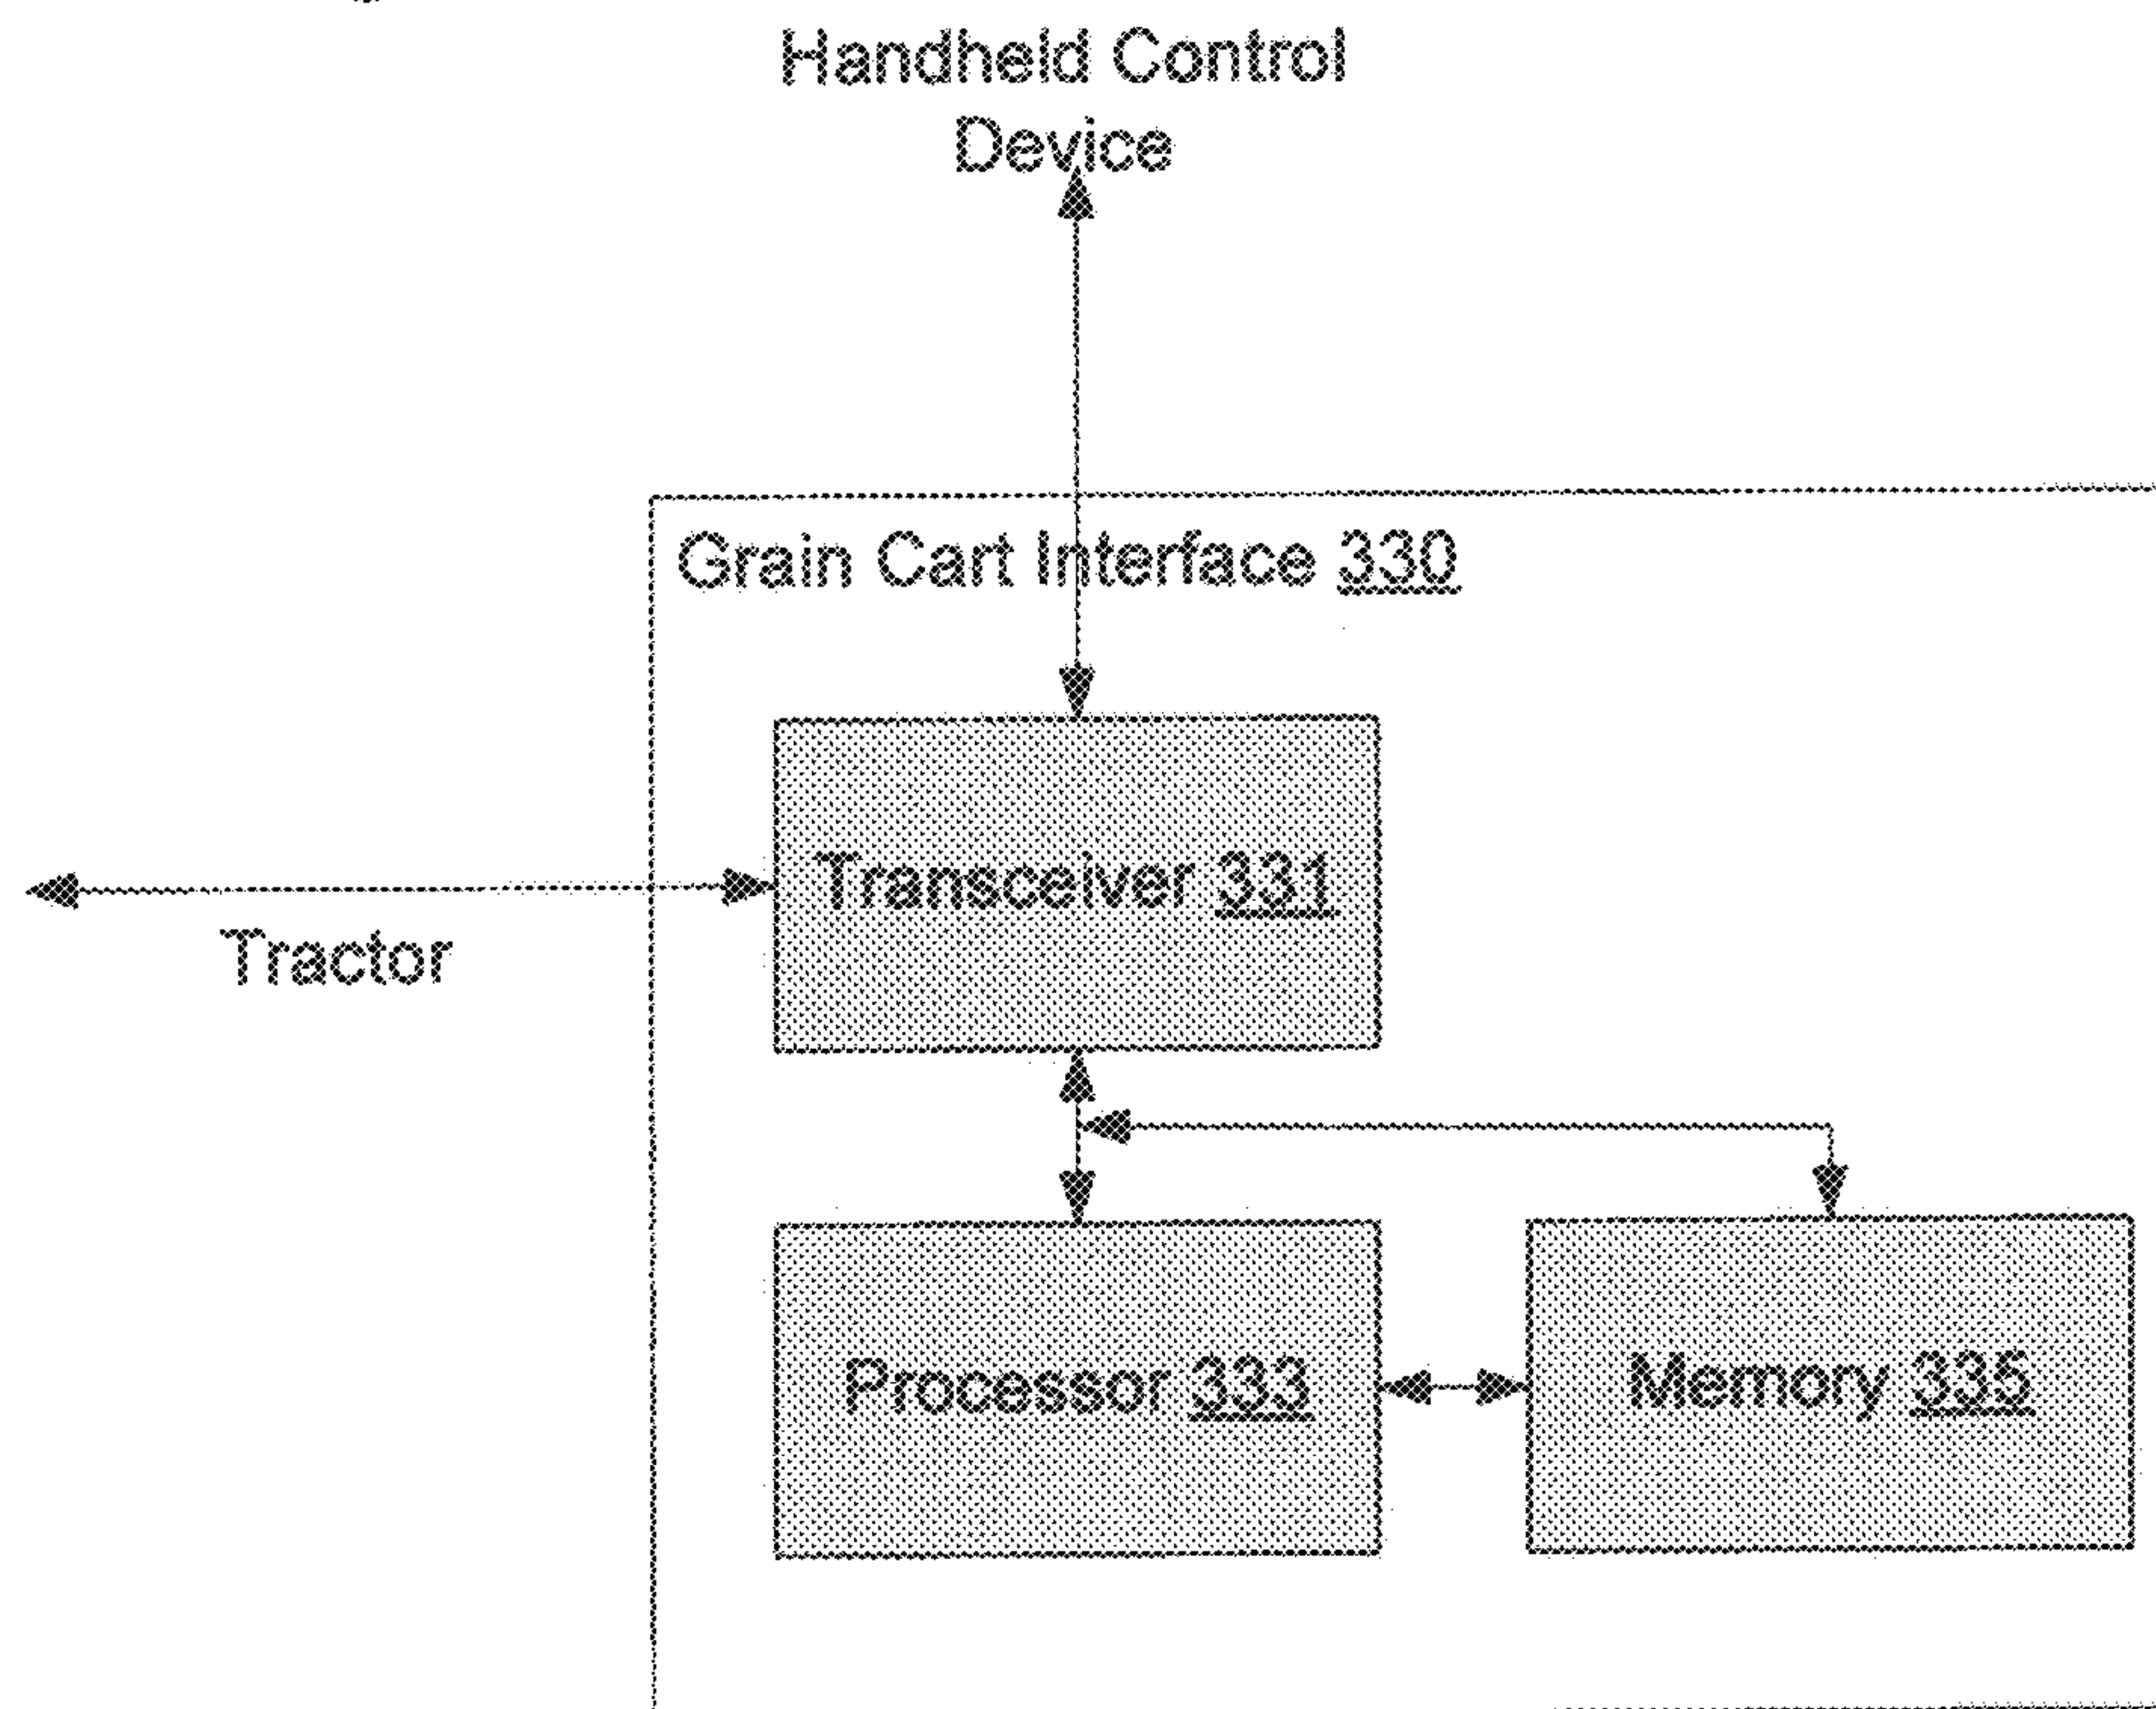 Handheld Control
Device
Grain Cart Interface 330
Transceiver 331
Tractor
Processor 333
Memory 335